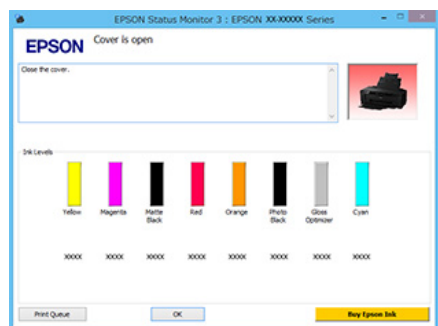 EPSON Status Monitor 3 : EPSON XX-XXXXX Series
EPSON
Cover is open
Close the cover.
Ink Levels
Yellow
Magenta
Matte
Black
Red
Orange
Photo
Black
Gloss
Optimizer
Cyan
XXXX XXXX XXXX XXXX XXXX XXXX XXXX XXXX
Print Queue
OK
Buy Epson Ink